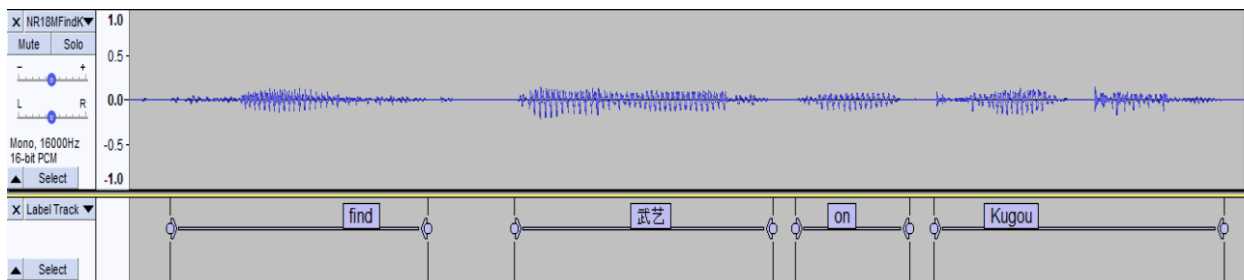 X NR18MFindK▼
Mute Solo
- +
L R
Mono, 16000Hz
16-bit PCM
▲ Select
1.0
0.5
0.0
-0.5
-1.0
X Label Track ▼
▲ Select
find 武艺 on Kugou